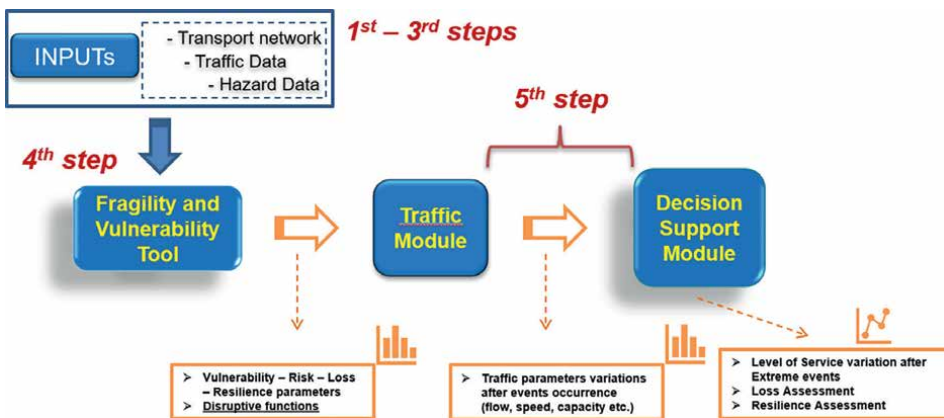 INPUTs
- Transport network
- Traffic Data
- Hazard Data
1st – 3rd steps
5th step
4th step
Fragility and
Vulnerability
Tool
Traffic
Module
Decision
Support
Module
➢ Vulnerability – Risk – Loss –
Resilience parameters
➢ Disruptive functions
➢ Traffic parameters variations
after events occurrence
(flow, speed, capacity etc.)
➢ Level of Service variation after
Extreme events
➢ Loss Assessment
➢ Resilience Assessment